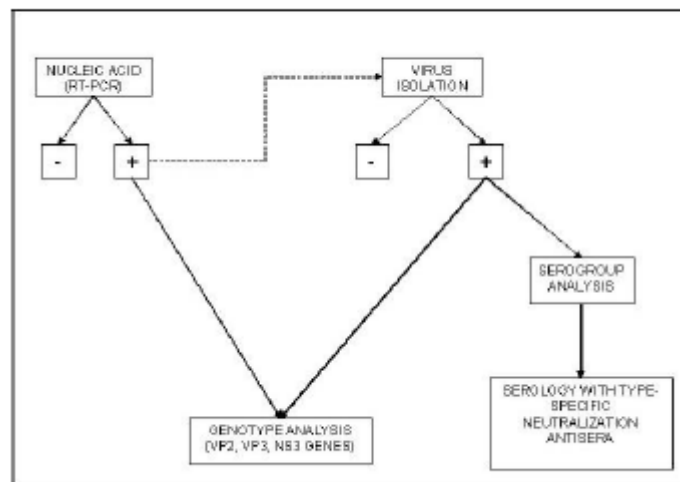 NUCLEIC ACID
(RT-PCR)
VIRUS
ISOLATION
-
+
-
+
SEROGROUP
ANALYSIS
GENOTYPE ANALYSIS
(VP2, VP3, NS3 GENES)
SEROLOGY WITH TYPE-
SPECIFIC
NEUTRALIZATION
ANTISERA